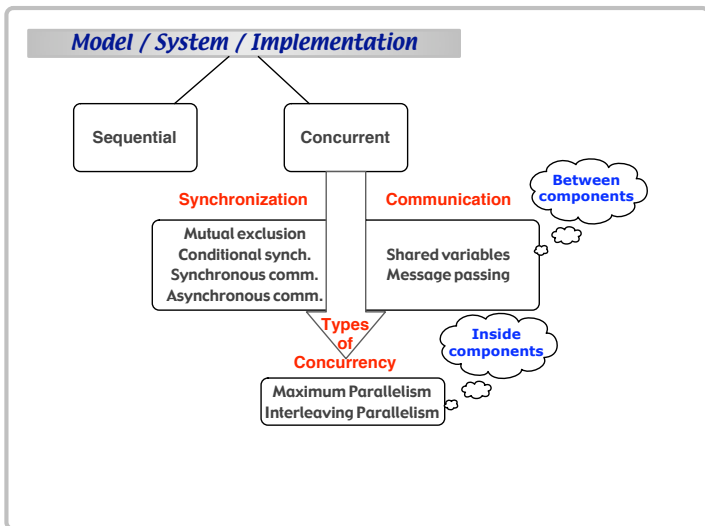 Model / System / Implementation
Sequential
Concurrent
Synchronization
Communication
Between
components
Mutual exclusion
Conditional synch.
Synchronous comm.
Asynchronous comm.
Shared variables
Message passing
Types
of
Concurrency
Inside
components
Maximum Parallelism
Interleaving Parallelism